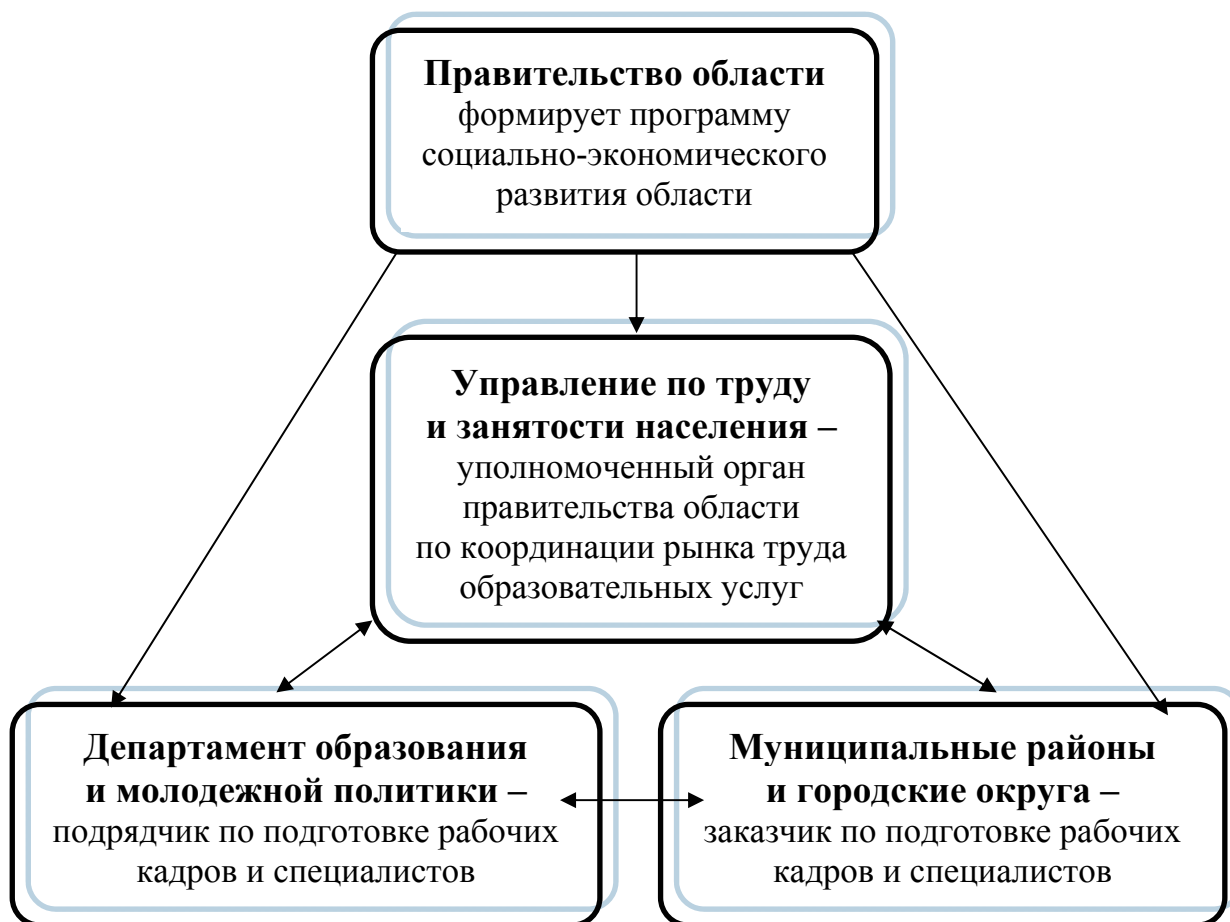 Правительство области
формирует программу
социально-экономического
развития области
Управление по труду
и занятости населения –
уполномоченный орган
правительства области
по координации рынка труда
образовательных услуг
Департамент образования
и молодежной политики –
подрядчик по подготовке рабочих
кадров и специалистов
Муниципальные районы
и городские округа –
заказчик по подготовке рабочих
кадров и специалистов